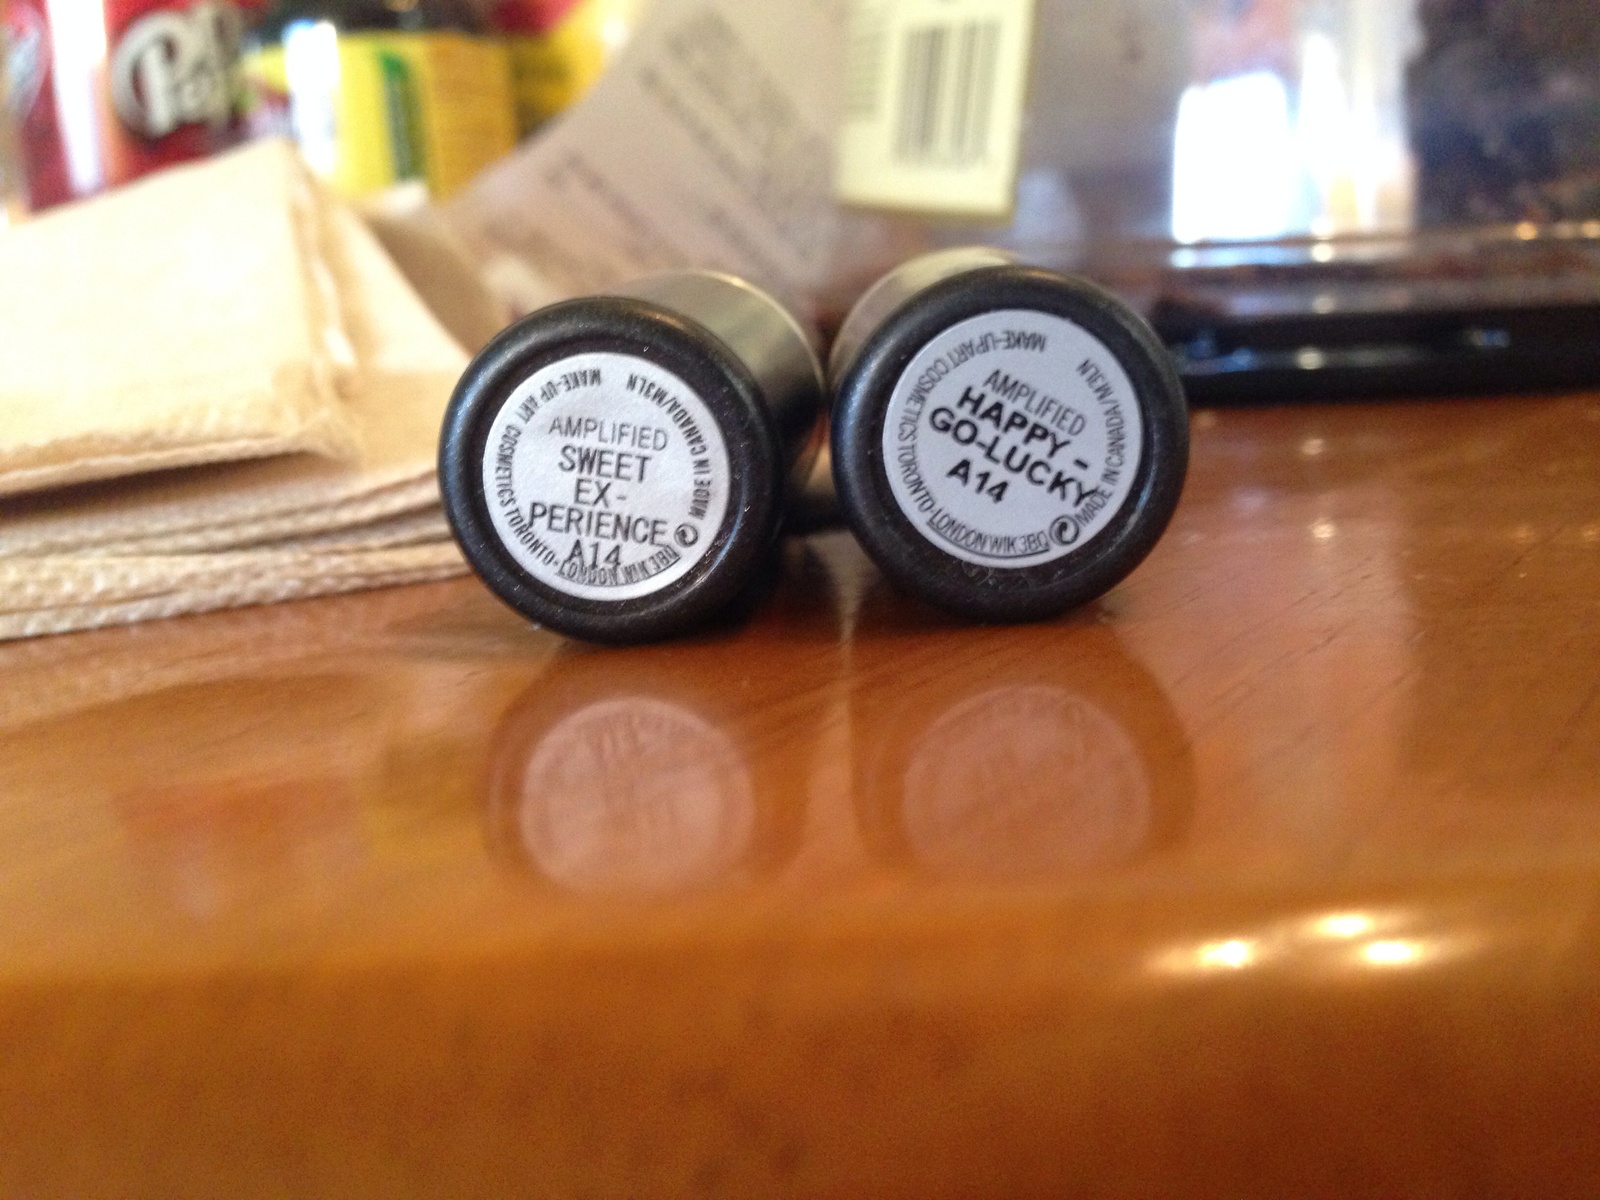 Pepper
AMPLIFIED
SWEET
EX-
PERIENCE
A14
MAKE-UP ART COSMETICS TORONTO-LONDON W1K 3BQ
MADE IN CANADA/M3LN
AMPLIFIED
HAPPY-
GO-LUCKY
A14
MAKE-UP ART COSMETICS TORONTO-LONDON W1K 3BQ
MADE IN CANADA/M3LN